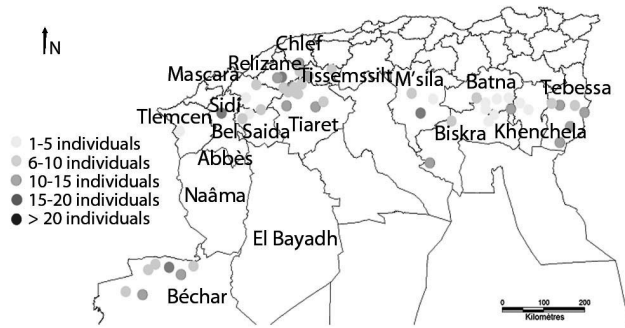 N
Chlef
Relizane
Mascara
Tissemssilt
M'sila
Batna
Tebessa
Tlemcen
Sidi
Bel
Abbès
Saida
Tiaret
Biskra
Khenchela
1-5 individuals
6-10 individuals
10-15 individuals
15-20 individuals
> 20 individuals
Naâma
El Bayadh
Béchar
0 100 200
Kilomètres